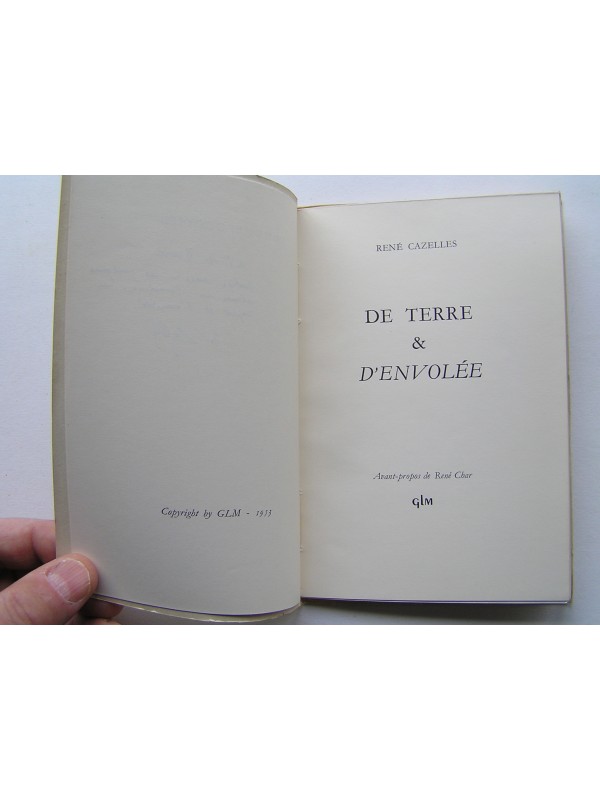 Copyright by GLM - 1953
RENÉ CAZELLES
DE TERRE
&
D'ENVOLÉE
Avant-propos de René Char
glm